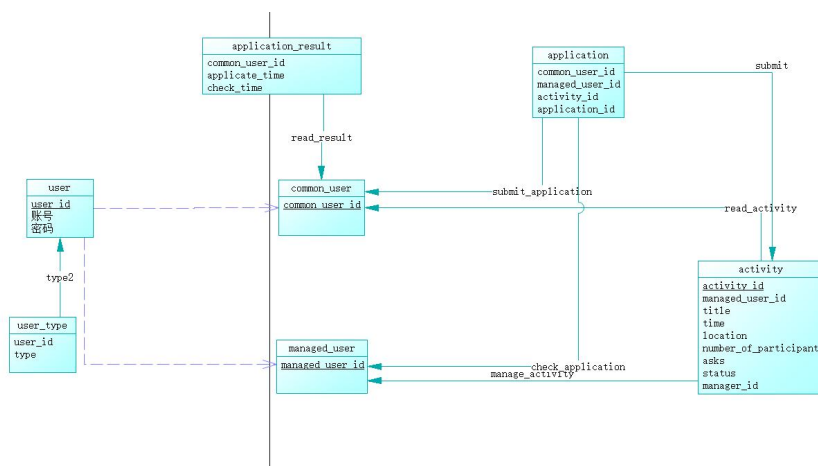 application_result
common_user_id
applicate_time
check_time
application
common_user_id
managed_user_id
activity_id
application_id
submit
read_result
user
user_id
账号
密码
common_user
common_user_id
submit_application
read_activity
type2
activity
activity_id
managed_user_id
title
time
location
number_of_participant
asks
status
manager_id
user_type
user_id
type
managed_user
managed_user_id
check_application
manage_activity